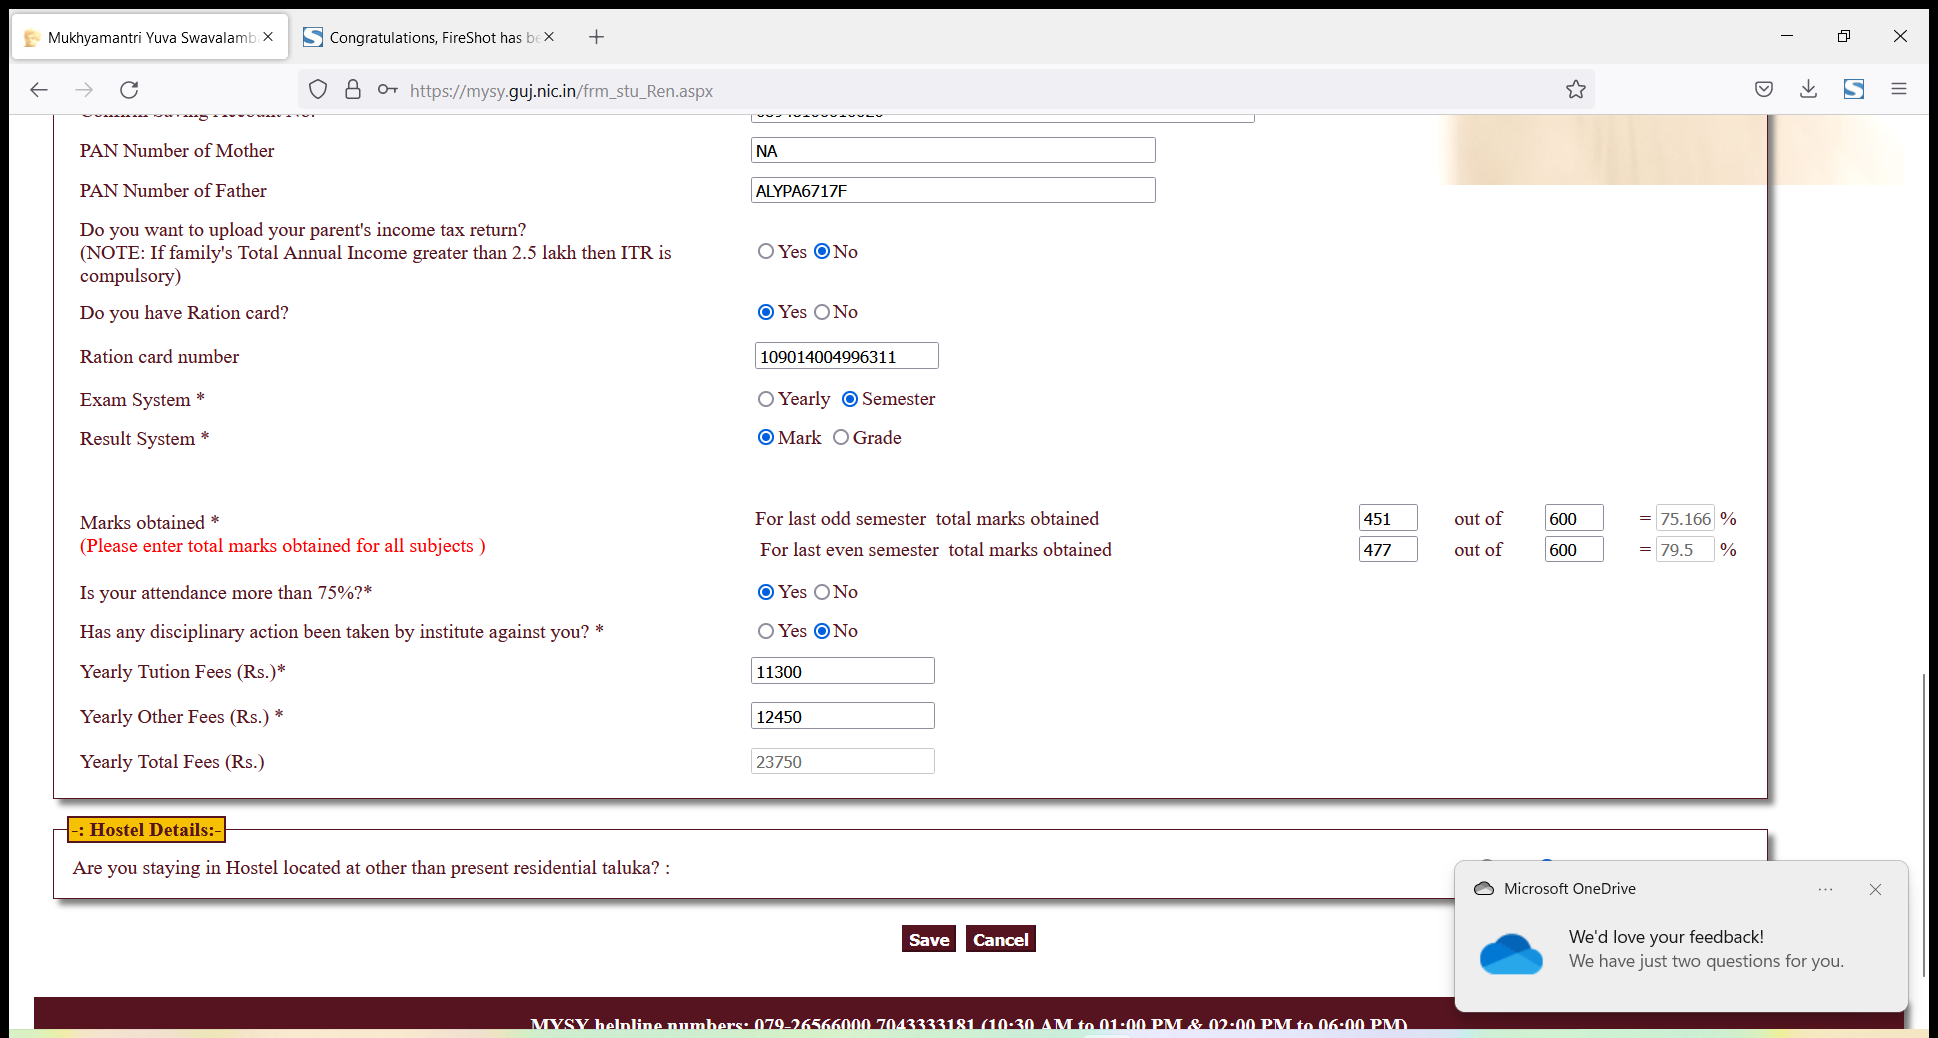 Mukhyamantri Yuva Swavalamb
Congratulations, FireShot has be
https://mysy.guj.nic.in/frm_stu_Ren.aspx
Confirm Saving Account No.
PAN Number of Mother NA
PAN Number of Father ALYPA6717F
Do you want to upload your parent's income tax return?
(NOTE: If family's Total Annual Income greater than 2.5 lakh then ITR is
compulsory)
Yes No
Do you have Ration card? Yes No
Ration card number 109014004996311
Exam System * Yearly Semester
Result System * Mark Grade
Marks obtained * For last odd semester total marks obtained 451 out of 600 = 75.166 %
(Please enter total marks obtained for all subjects ) For last even semester total marks obtained 477 out of 600 = 79.5 %
Is your attendance more than 75%?* Yes No
Has any disciplinary action been taken by institute against you? * Yes No
Yearly Tution Fees (Rs.)* 11300
Yearly Other Fees (Rs.) * 12450
Yearly Total Fees (Rs.) 23750
-: Hostel Details:-
Are you staying in Hostel located at other than present residential taluka? :
Save Cancel
Microsoft OneDrive
We'd love your feedback!
We have just two questions for you.
MYSY helpline numbers: 079-26566000 7043333181 (10:30 AM to 01:00 PM & 02:00 PM to 06:00 PM)